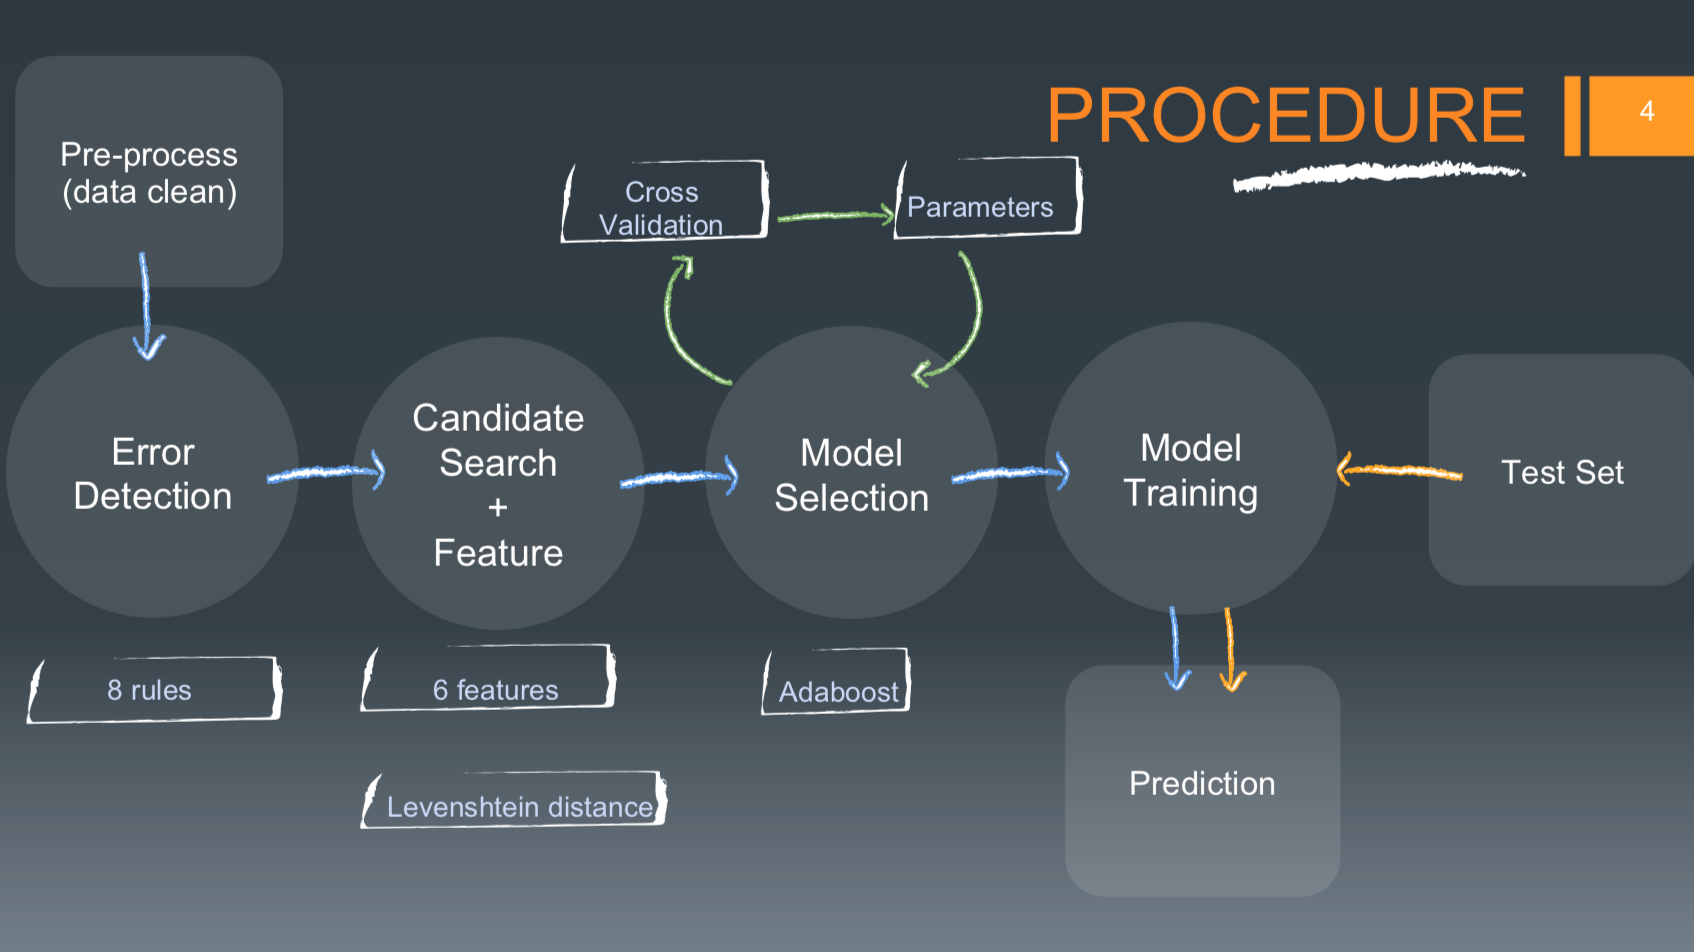 PROCEDURE
4
Pre-process
(data clean)
Cross
Validation
Parameters
Error
Detection
Candidate
Search
+
Feature
Model
Selection
Model
Training
Test Set
8 rules
6 features
Adaboost
Levenshtein distance
Prediction